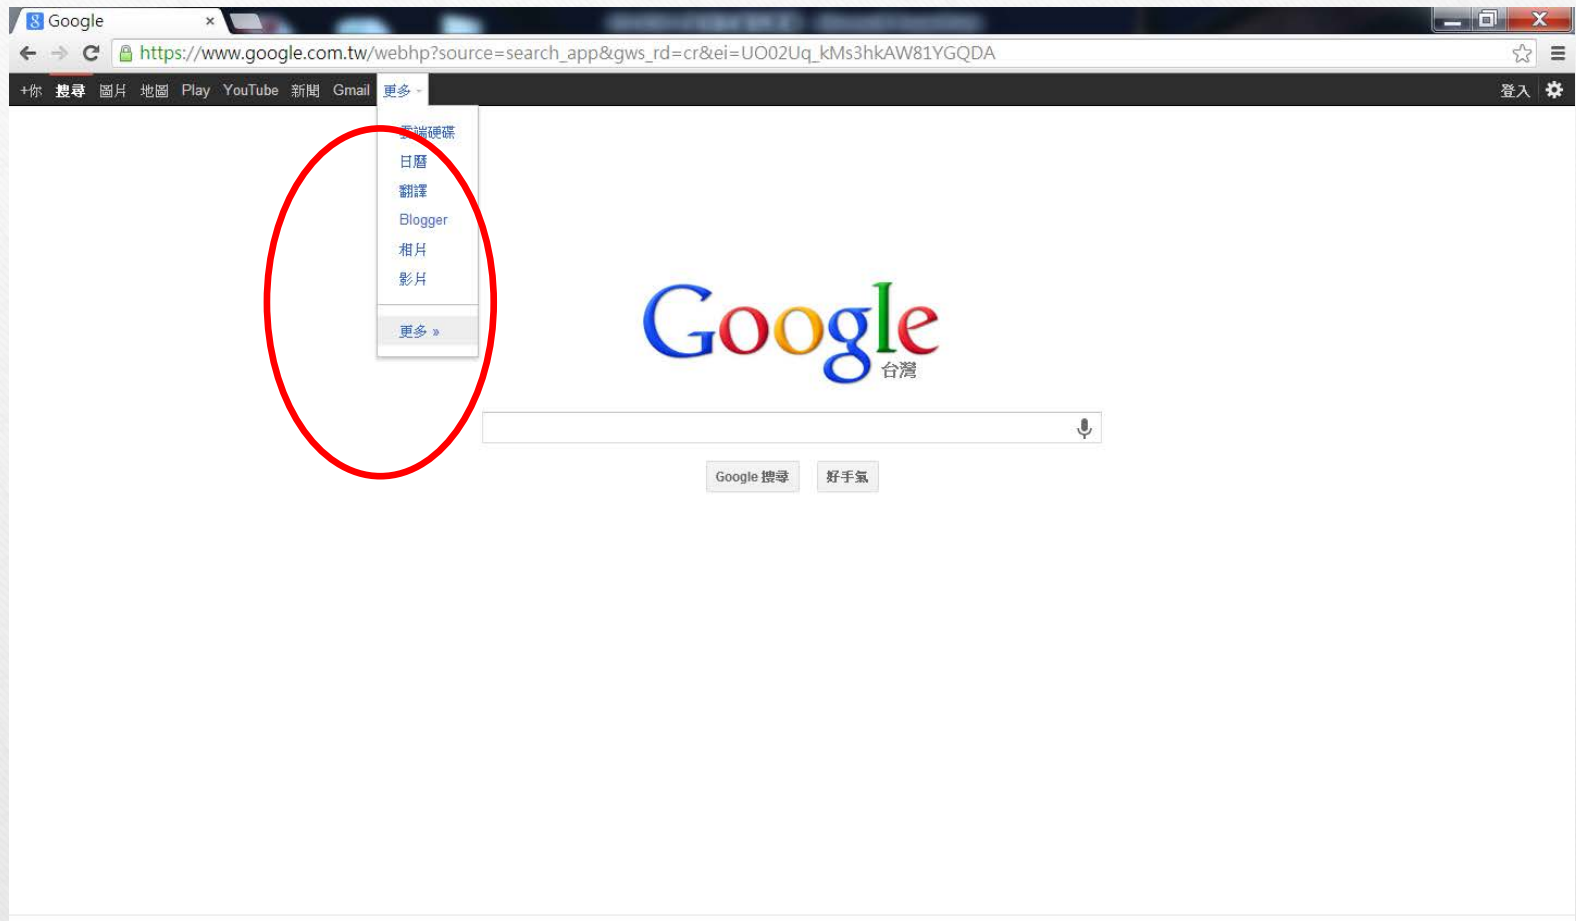 Google
https://www.google.com.tw/webhp?source=search_app&gws_rd=cr&ei=UO02Uq_kMs3hkAW81YGQDA
+你 搜尋 圖片 地圖 Play YouTube 新聞 Gmail 更多 登入
雲端硬碟
日曆
翻譯
Blogger
相片
影片
更多 »
Google
台灣
Google 搜尋 好手氣